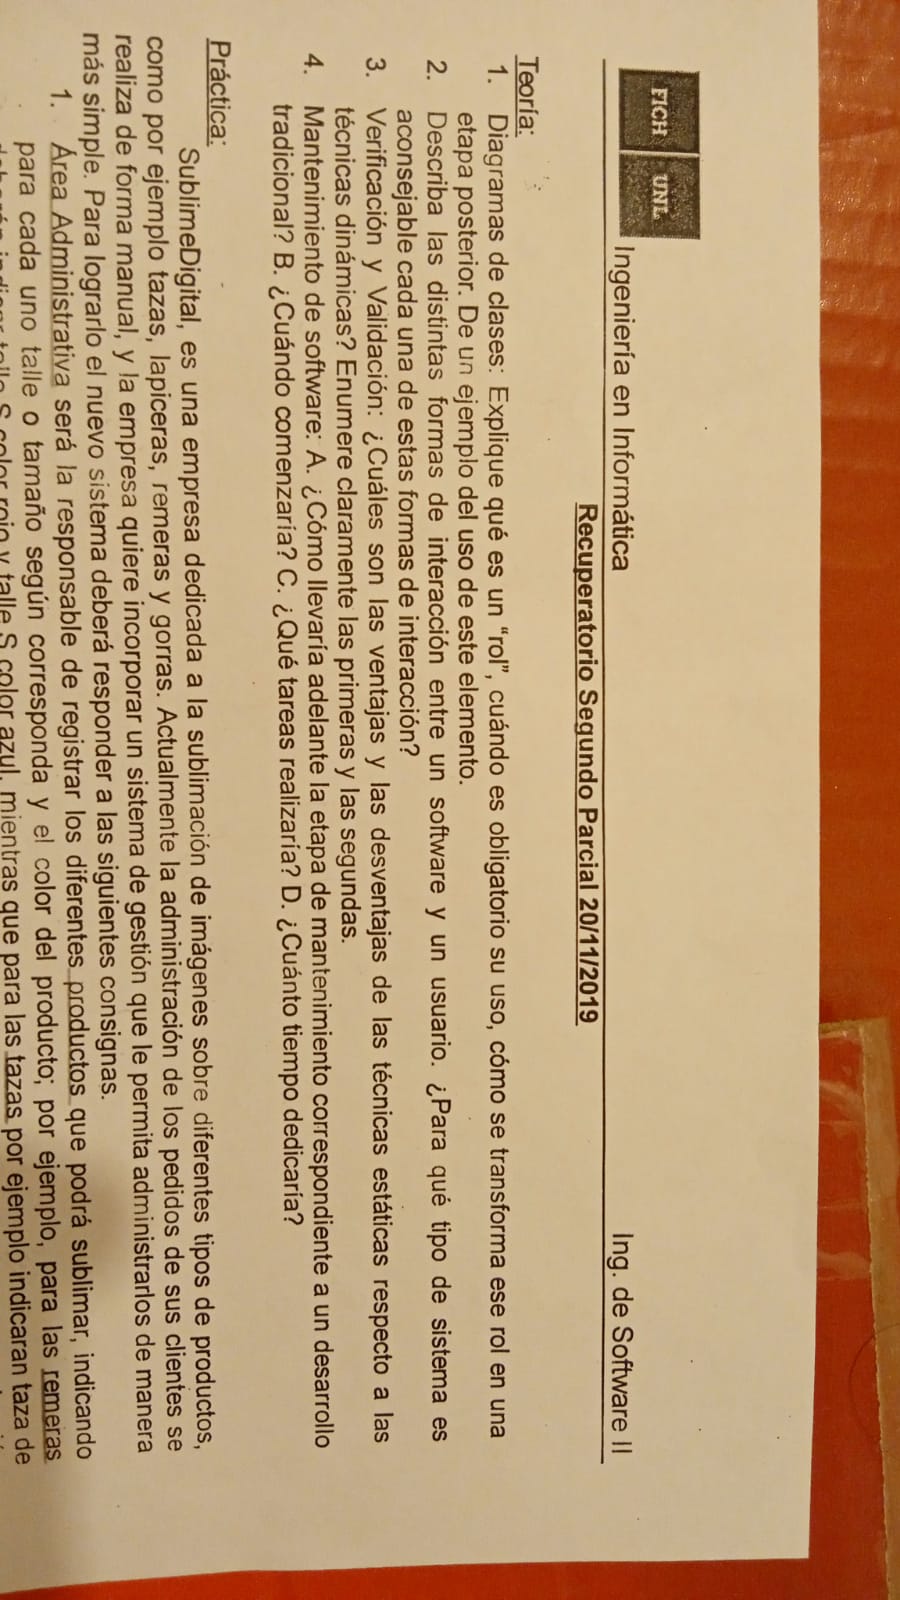 FICH UNL
Ingeniería en Informática Ing. de Software II
Recuperatorio Segundo Parcial 20/11/2019
Teoría:
1. Diagramas de clases: Explique qué es un “rol”, cuándo es obligatorio su uso, cómo se transforma ese rol en una
etapa posterior. De un ejemplo del uso de este elemento.
2. Describa las distintas formas de interacción entre un software y un usuario. ¿Para qué tipo de sistema es
aconsejable cada una de estas formas de interacción?
3. Verificación y Validación: ¿Cuáles son las ventajas y las desventajas de las técnicas estáticas respecto a las
técnicas dinámicas? Enumere claramente las primeras y las segundas.
4. Mantenimiento de software: A. ¿Cómo llevaría adelante la etapa de mantenimiento correspondiente a un desarrollo
tradicional? B. ¿Cuándo comenzaría? C. ¿Qué tareas realizaría? D. ¿Cuánto tiempo dedicaría?
Práctica:
SublimeDigital, es una empresa dedicada a la sublimación de imágenes sobre diferentes tipos de productos,
como por ejemplo tazas, lapiceras, remeras y gorras. Actualmente la administración de los pedidos de sus clientes se
realiza de forma manual, y la empresa quiere incorporar un sistema de gestión que le permita administrarlos de manera
más simple. Para lograrlo el nuevo sistema deberá responder a las siguientes consignas.
1. Área Administrativa será la responsable de registrar los diferentes productos que podrá sublimar, indicando
para cada uno talle o tamaño según corresponda y el color del producto; por ejemplo, para las remeras
talle S color rojo y talle S color azul, mientras que para las tazas por ejemplo indicaran taza de